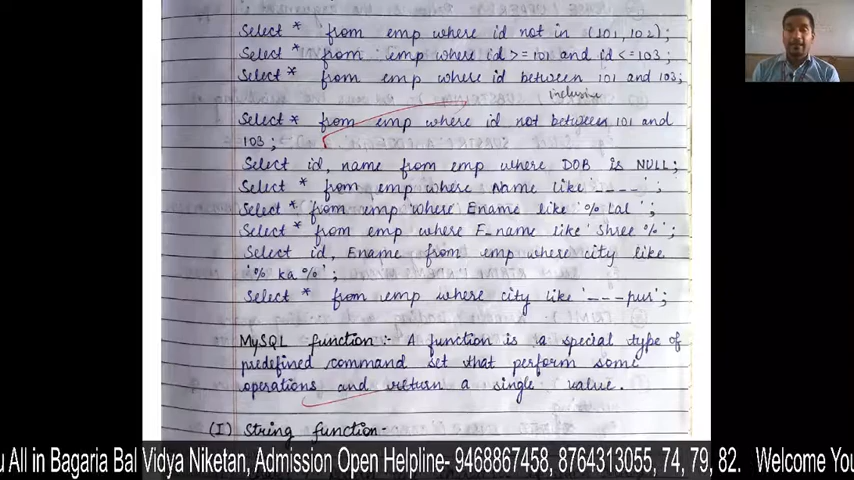 Select * from emp where id not in (101, 102);
Select * from emp where id >= 101 and id <= 103;
Select * from emp where id between 101 and 103;
inclusive
Select * from emp where id not between 101 and
103;
Select id, name from emp where DOB is NULL;
Select * from emp where Name like '_ _ _ _';
Select * from emp where Ename like '% Lal';
Select * from emp where E_name like 'Shree %';
Select id, Ename from emp where city like
'% ka %';
Select * from emp where city like '_ _ _ pur';
MySQL function :- A function is a special type of
predefined command set that perform some
operations and return a single value.
(I) String function-
u All in Bagaria Bal Vidya Niketan, Admission Open Helpline- 9468867458, 8764313055, 74, 79, 82. Welcome You